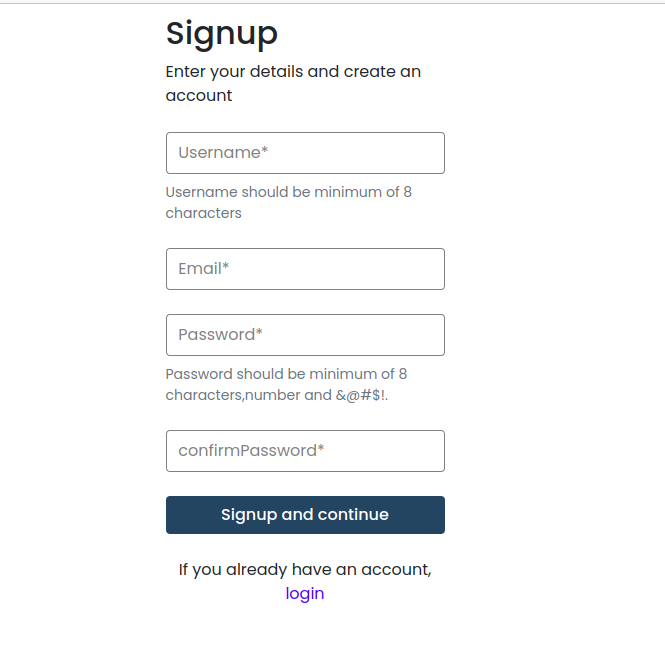 Signup
Enter your details and create an
account
Username*
Username should be minimum of 8
characters
Email*
Password*
Password should be minimum of 8
characters,number and &@#$!.
confirmPassword*
Signup and continue
If you already have an account,
login